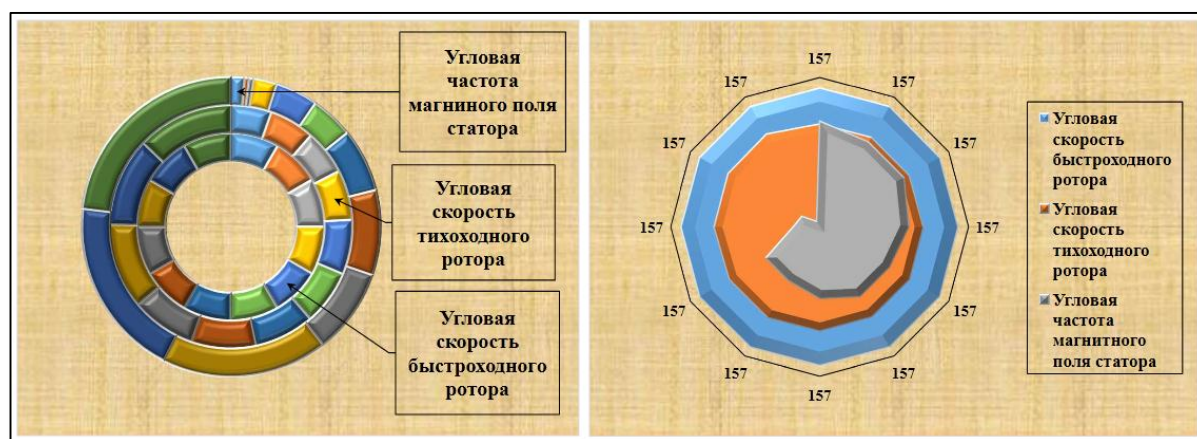 Угловая
частота
магниного поля
статора
Угловая
скорость
тихоходного
ротора
Угловая
скорость
быстроходного
ротора
157
157
157
157
157
157
157
157
157
157
157
157
Угловая
скорость
быстроходного
ротора
Угловая
скорость
тихоходного
ротора
Угловая
частота
магнитного
поля статора